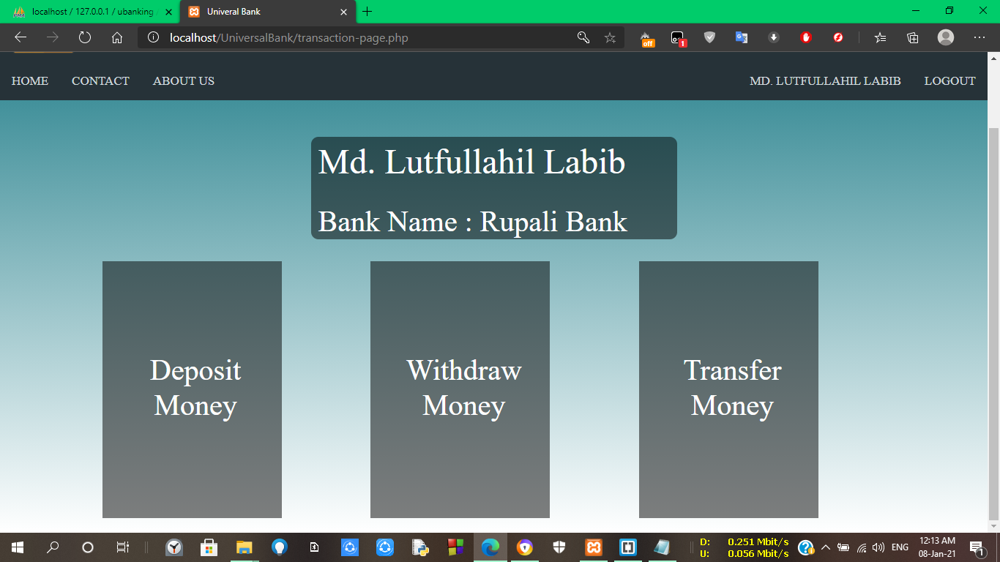 localhost / 127.0.0.1 / ubanking
Univeral Bank
localhost/UniversalBank/transaction-page.php
off
1
HOME CONTACT ABOUT US MD. LUTFULLAHIL LABIB LOGOUT
Md. Lutfullahil Labib
Bank Name : Rupali Bank
Deposit
Money
Withdraw
Money
Transfer
Money
D: 0.251 Mbit/s
U: 0.056 Mbit/s
ENG
12:13 AM
08-Jan-21
1